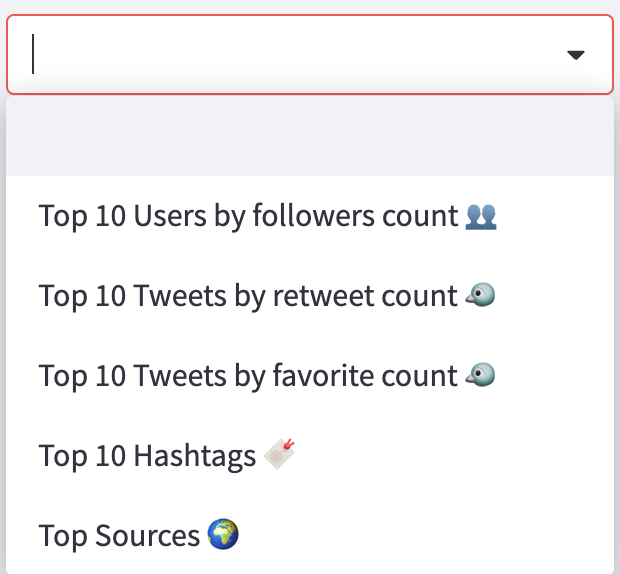 Top 10 Users by followers count 👥
Top 10 Tweets by retweet count 🐦
Top 10 Tweets by favorite count 🐦
Top 10 Hashtags 🏷️
Top Sources 🌍